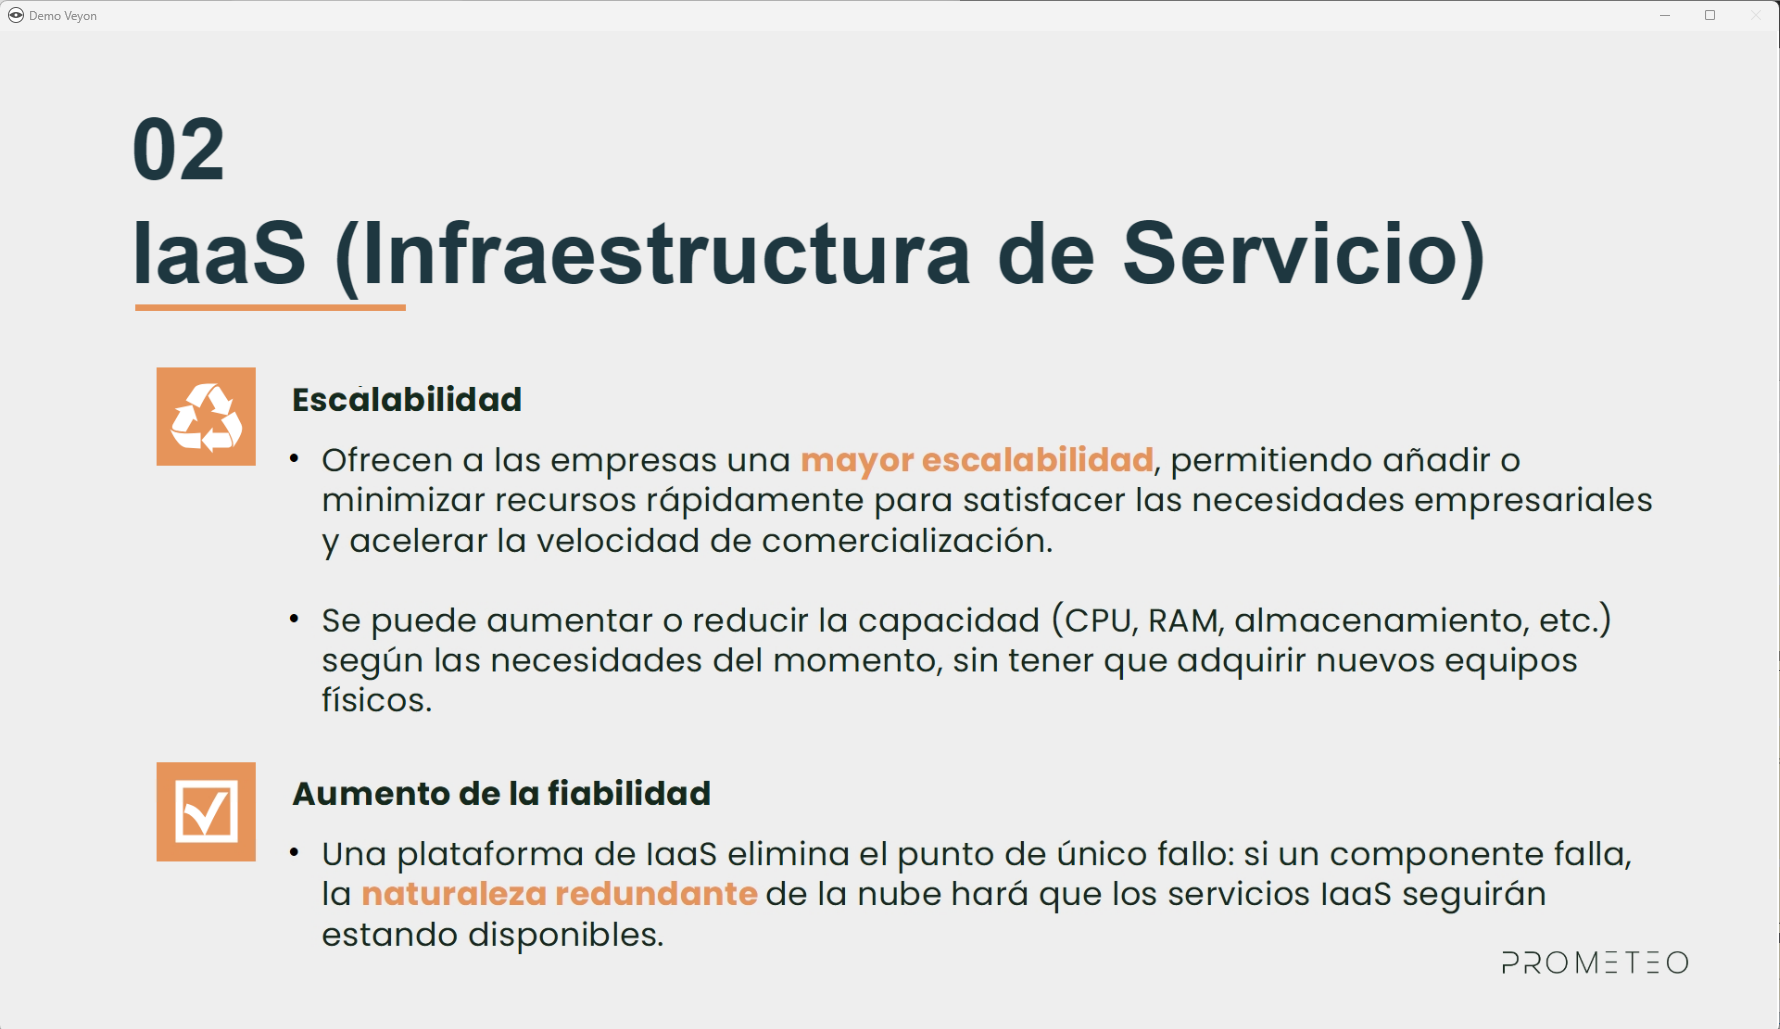 Demo Veyon
02
IaaS (Infraestructura de Servicio)
Escalabilidad
• Ofrecen a las empresas una mayor escalabilidad, permitiendo añadir o
minimizar recursos rápidamente para satisfacer las necesidades empresariales
y acelerar la velocidad de comercialización.
• Se puede aumentar o reducir la capacidad (CPU, RAM, almacenamiento, etc.)
según las necesidades del momento, sin tener que adquirir nuevos equipos
físicos.
Aumento de la fiabilidad
• Una plataforma de IaaS elimina el punto de único fallo: si un componente falla,
la naturaleza redundante de la nube hará que los servicios IaaS seguirán
estando disponibles.
PROMETEO